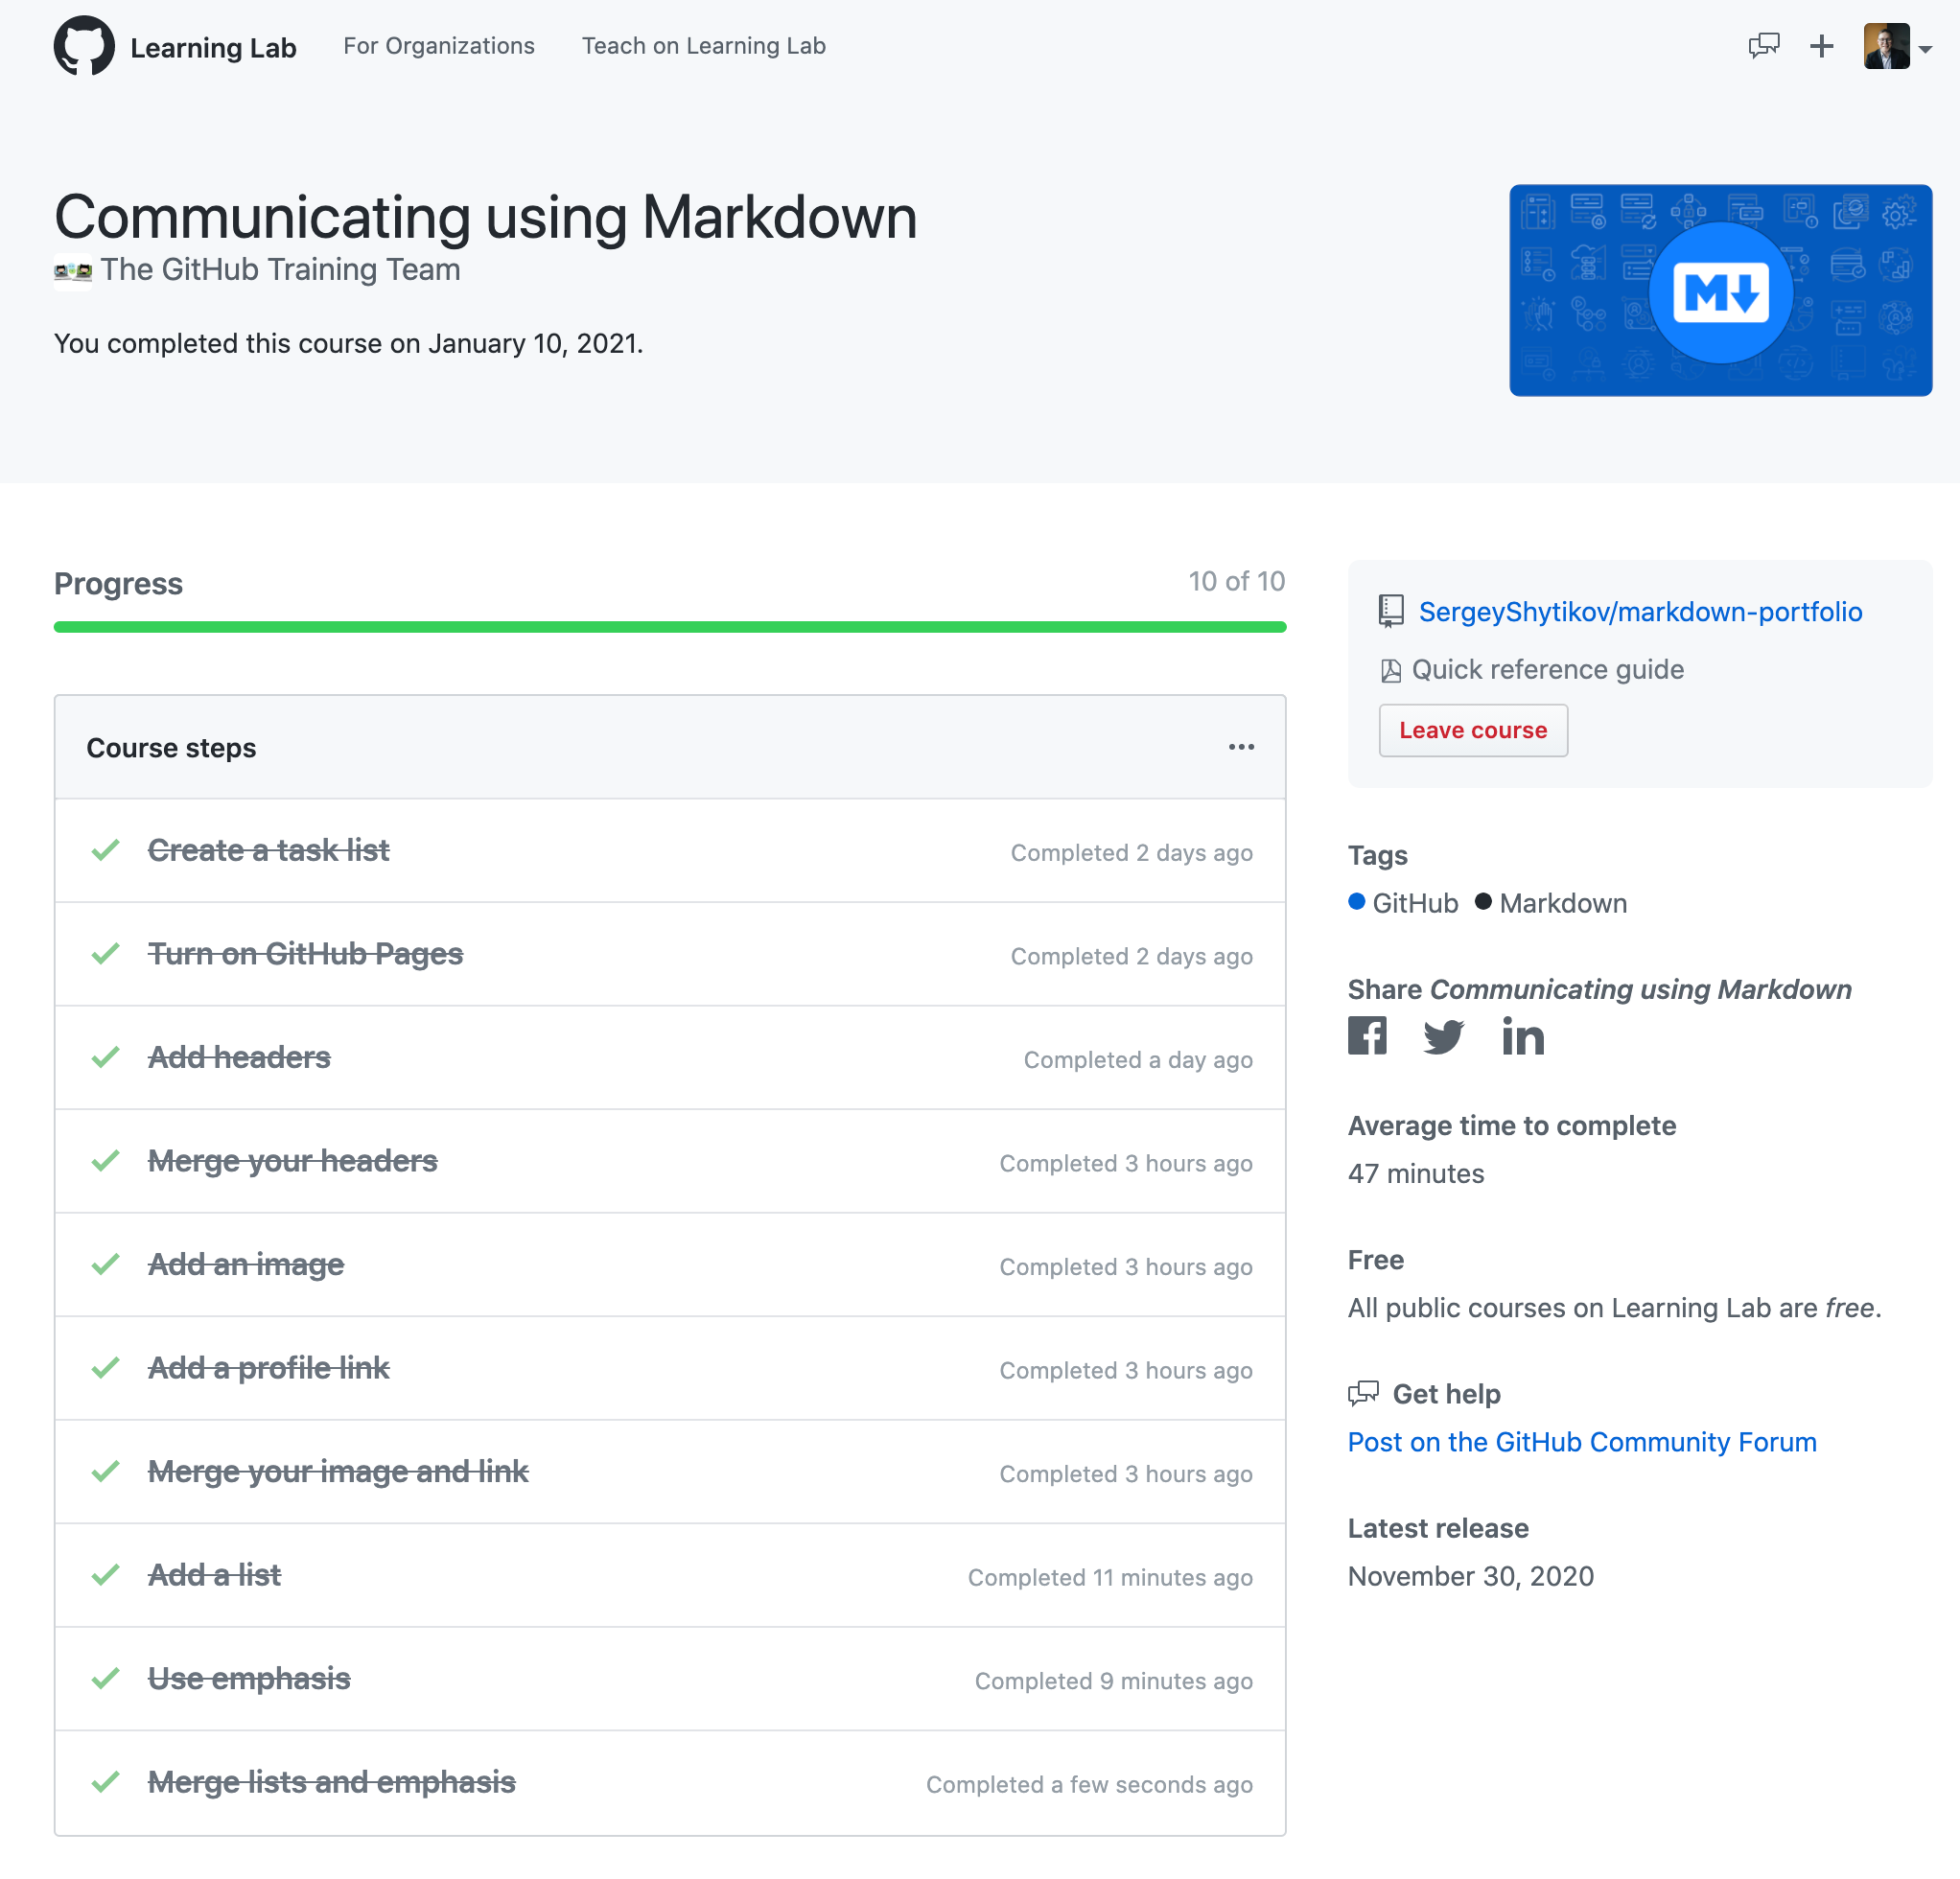 Learning Lab For Organizations Teach on Learning Lab
Communicating using Markdown
The GitHub Training Team
You completed this course on January 10, 2021.
M
Progress 10 of 10
Course steps
Create a task list Completed 2 days ago
Turn on GitHub Pages Completed 2 days ago
Add headers Completed a day ago
Merge your headers Completed 3 hours ago
Add an image Completed 3 hours ago
Add a profile link Completed 3 hours ago
Merge your image and link Completed 3 hours ago
Add a list Completed 11 minutes ago
Use emphasis Completed 9 minutes ago
Merge lists and emphasis Completed a few seconds ago
SergeyShytikov/markdown-portfolio
Quick reference guide
Leave course
Tags
GitHub Markdown
Share Communicating using Markdown
Average time to complete
47 minutes
Free
All public courses on Learning Lab are free.
Get help
Post on the GitHub Community Forum
Latest release
November 30, 2020